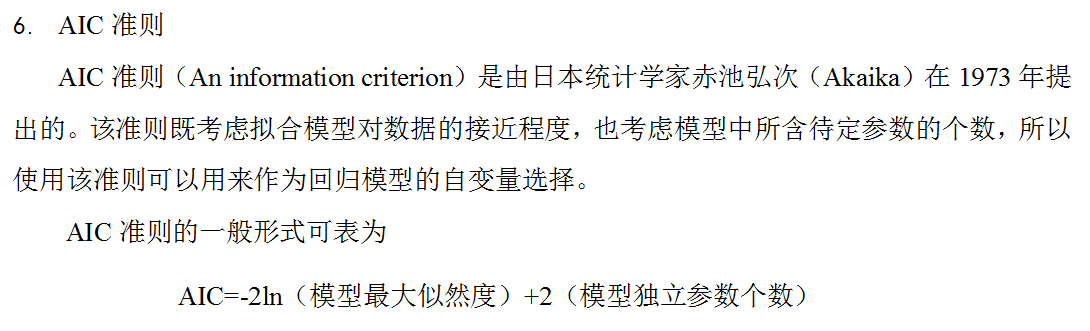 6. AIC 准则
AIC 准则（An information criterion）是由日本统计学家赤池弘次（Akaika）在 1973 年提
出的。该准则既考虑拟合模型对数据的接近程度，也考虑模型中所含待定参数的个数，所以
使用该准则可以用来作为回归模型的自变量选择。
AIC 准则的一般形式可表为
AIC=-2ln（模型最大似然度）+2（模型独立参数个数）